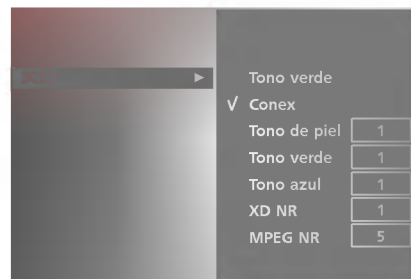 Tono verde
√ Conex
Tono de piel 1
Tono verde 1
Tono azul 1
XD NR 1
MPEG NR 5